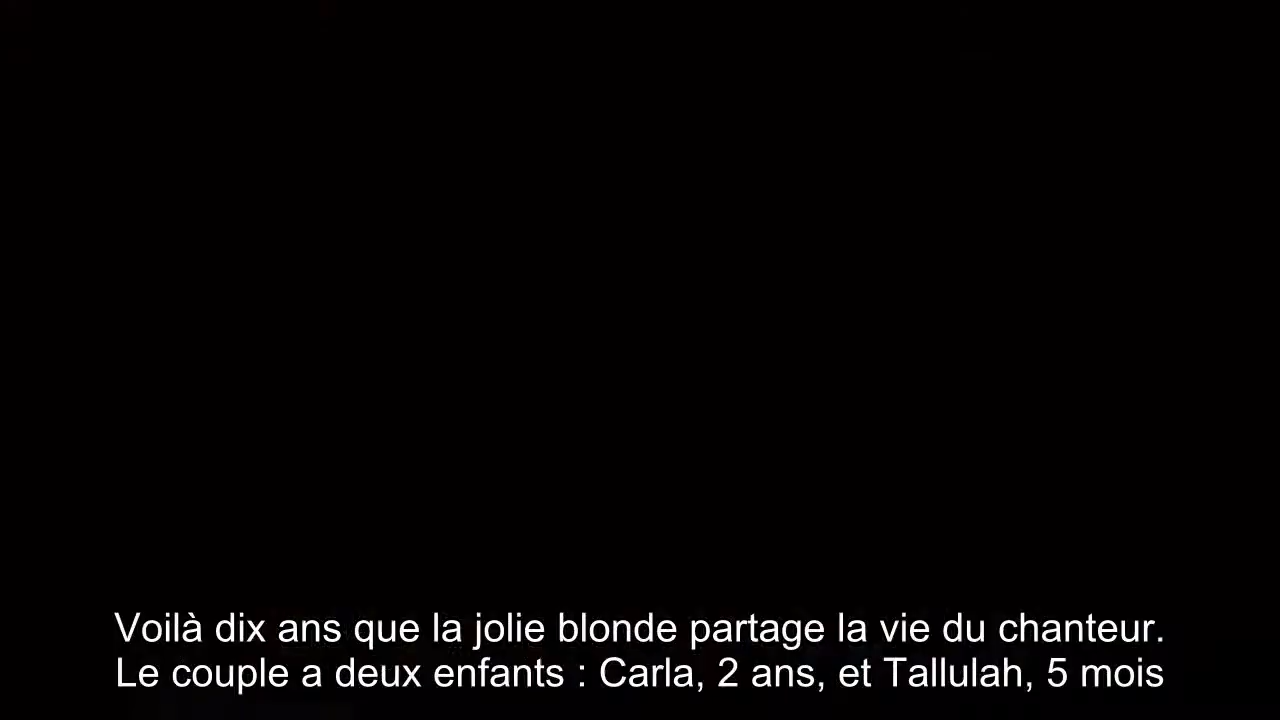 Voilà dix ans que la jolie blonde partage la vie du chanteur.
Le couple a deux enfants : Carla, 2 ans, et Tallulah, 5 mois